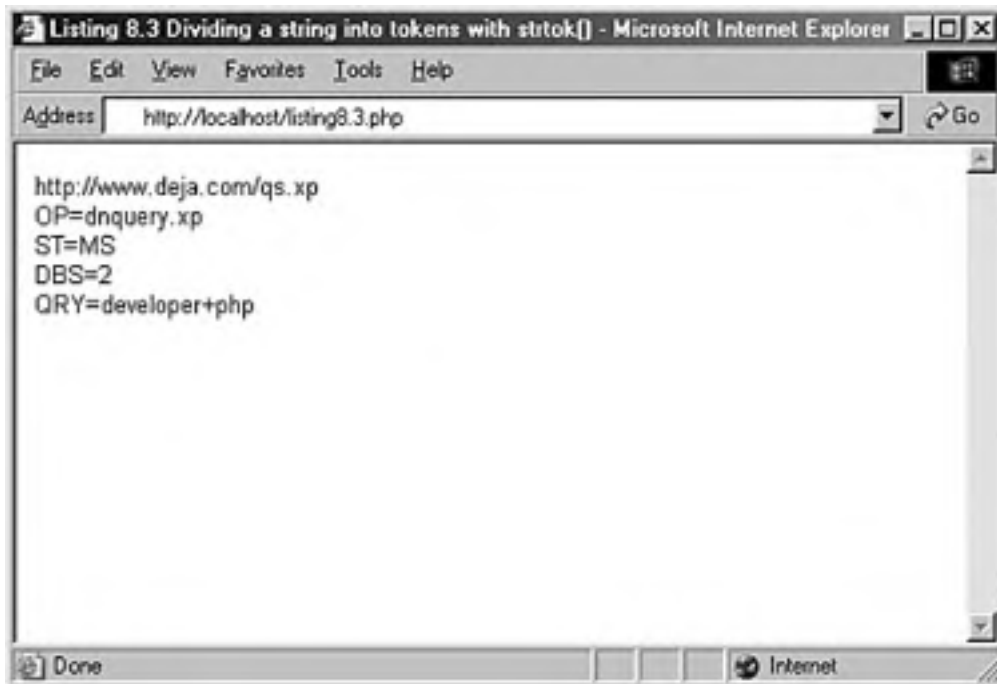 Listing 8.3 Dividing a string into tokens with strtok() - Microsoft Internet Explorer
File Edit View Favorites Tools Help
Address http://localhost/listing8.3.php Go
http://www.deja.com/qs.xp
OP=dnquery.xp
ST=MS
DBS=2
QRY=developer+php
Done Internet